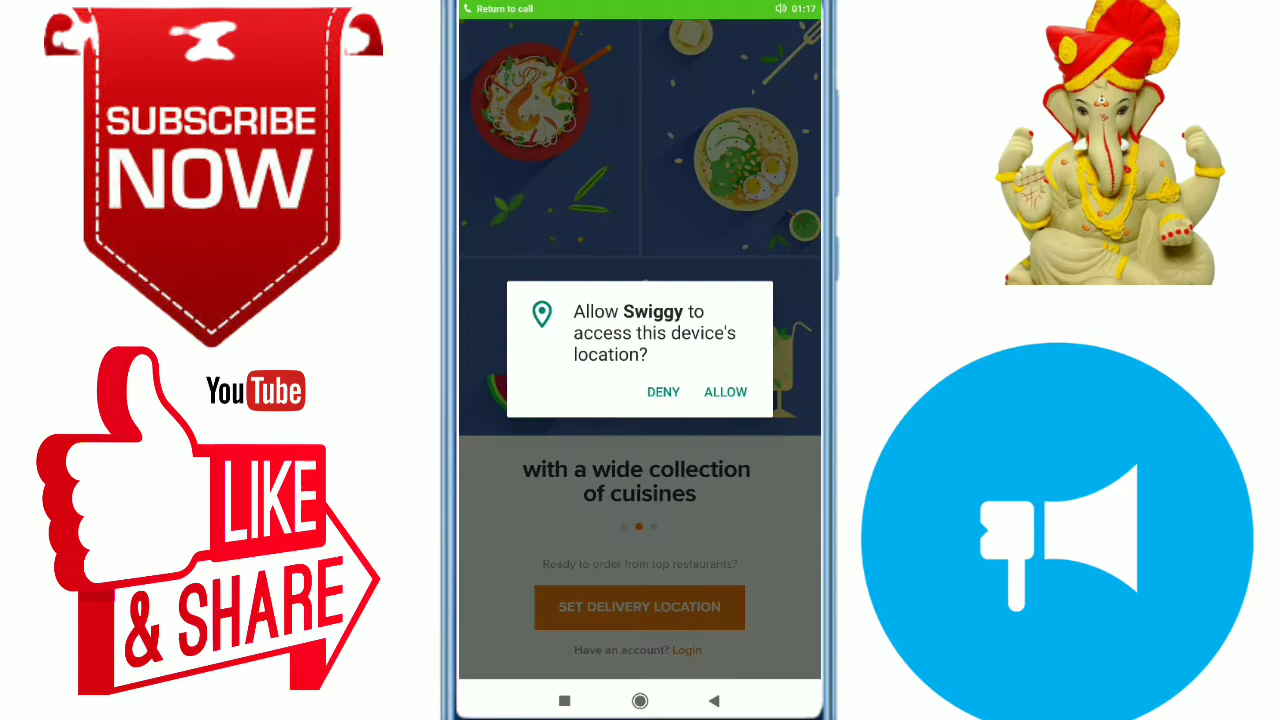 SUBSCRIBE
NOW
YouTube
LIKE
& SHARE
Return to call
01:17
Allow Swiggy to
access this device's
location?
DENY
ALLOW
with a wide collection
of cuisines
Ready to order from top restaurants?
SET DELIVERY LOCATION
Have an account? Login